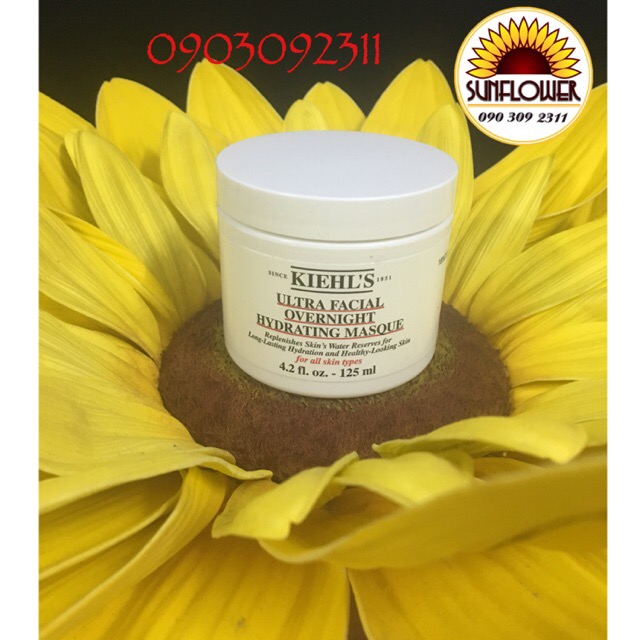 0903092311
SUNFLOWER
090 309 2311
SINCE KIEHL'S 1851
ULTRA FACIAL
OVERNIGHT
HYDRATING MASQUE
Replenishes Skin's Water Reserves for
Long-Lasting Hydration and Healthy-Looking Skin
for all skin types
4.2 fl. oz. - 125 ml